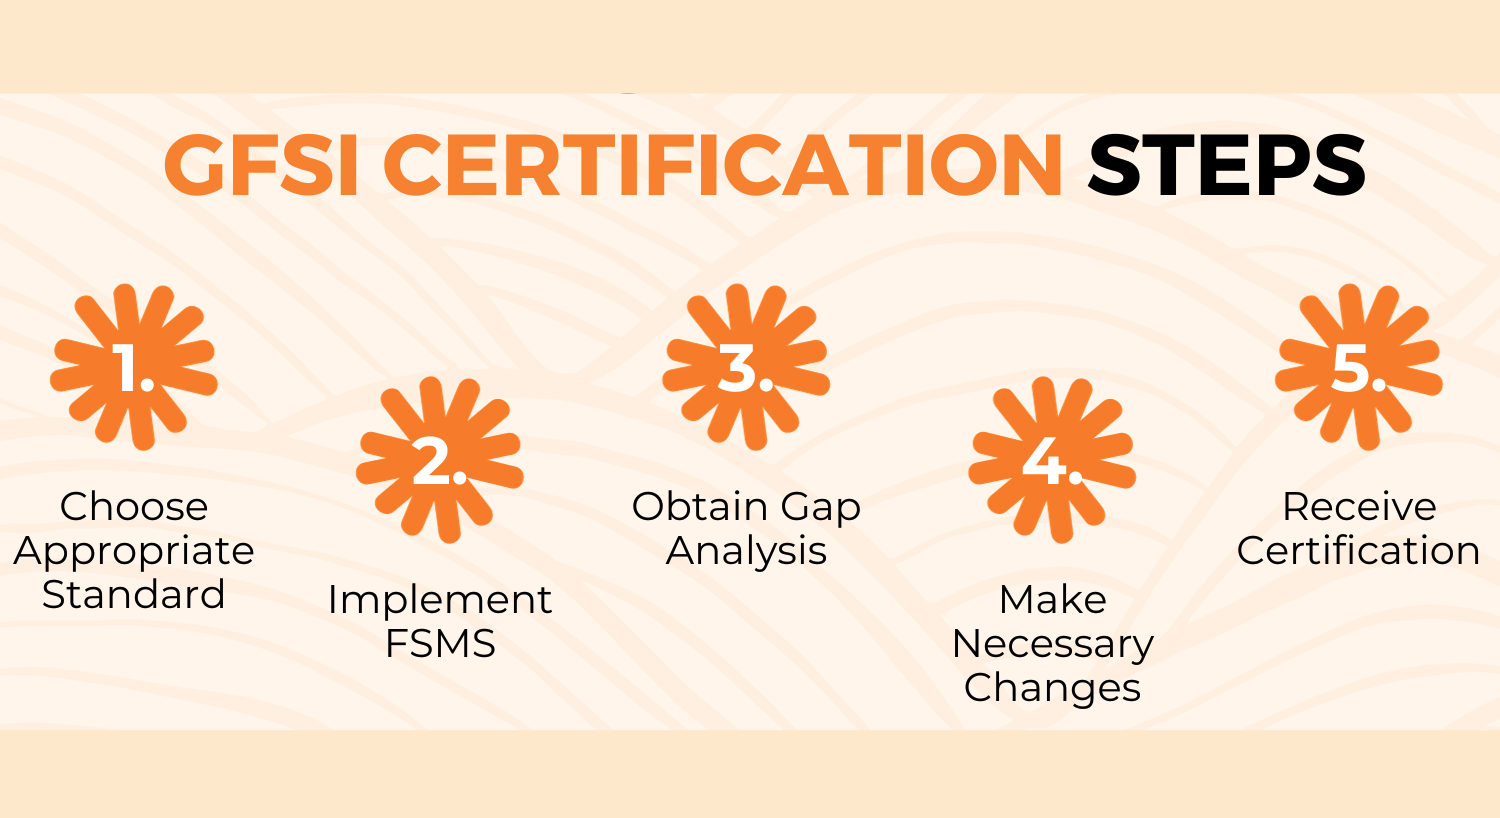 GFSI CERTIFICATION STEPS
1.
Choose
Appropriate
Standard
2.
Implement
FSMS
3.
Obtain Gap
Analysis
4.
Make
Necessary
Changes
5.
Receive
Certification